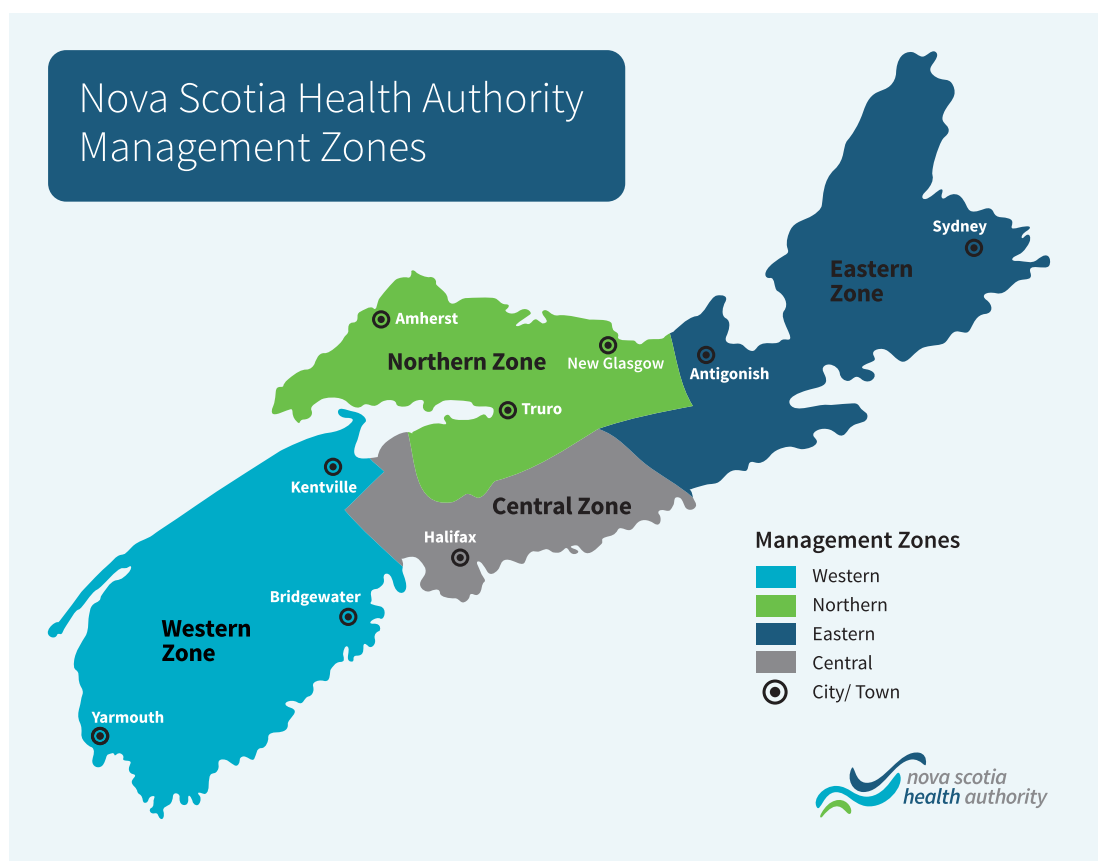 Nova Scotia Health Authority
Management Zones
Sydney
Eastern
Zone
Amherst
Northern Zone
New Glasgow
Antigonish
Truro
Kentville
Central Zone
Halifax
Bridgewater
Western
Zone
Yarmouth
Management Zones
Western
Northern
Eastern
Central
City/ Town
nova scotia
health authority